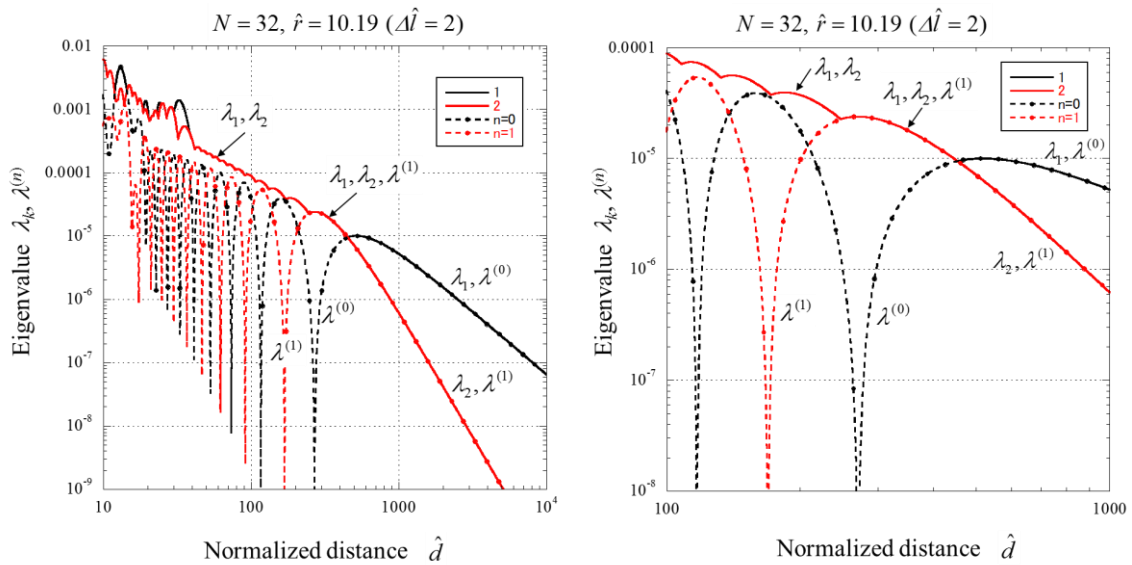 N = 32, r̂ = 10.19 (Δl̂ = 2)
0.01
0.001
0.0001
10⁻⁵
10⁻⁶
10⁻⁷
10⁻⁸
10⁻⁹
Eigenvalue λₖ, λ⁽ⁿ⁾
1
2
n=0
n=1
λ₁, λ₂
λ₁, λ₂, λ⁽¹⁾
λ₁, λ⁽⁰⁾
λ⁽⁰⁾
λ⁽¹⁾
λ₂, λ⁽¹⁾
10 100 1000 10⁴
Normalized distance d̂
N = 32, r̂ = 10.19 (Δl̂ = 2)
0.0001
10⁻⁵
10⁻⁶
10⁻⁷
10⁻⁸
Eigenvalue λₖ, λ⁽ⁿ⁾
1
2
n=0
n=1
λ₁, λ₂
λ₁, λ₂, λ⁽¹⁾
λ₁, λ⁽⁰⁾
λ₂, λ⁽¹⁾
λ⁽¹⁾
λ⁽⁰⁾
100 1000
Normalized distance d̂